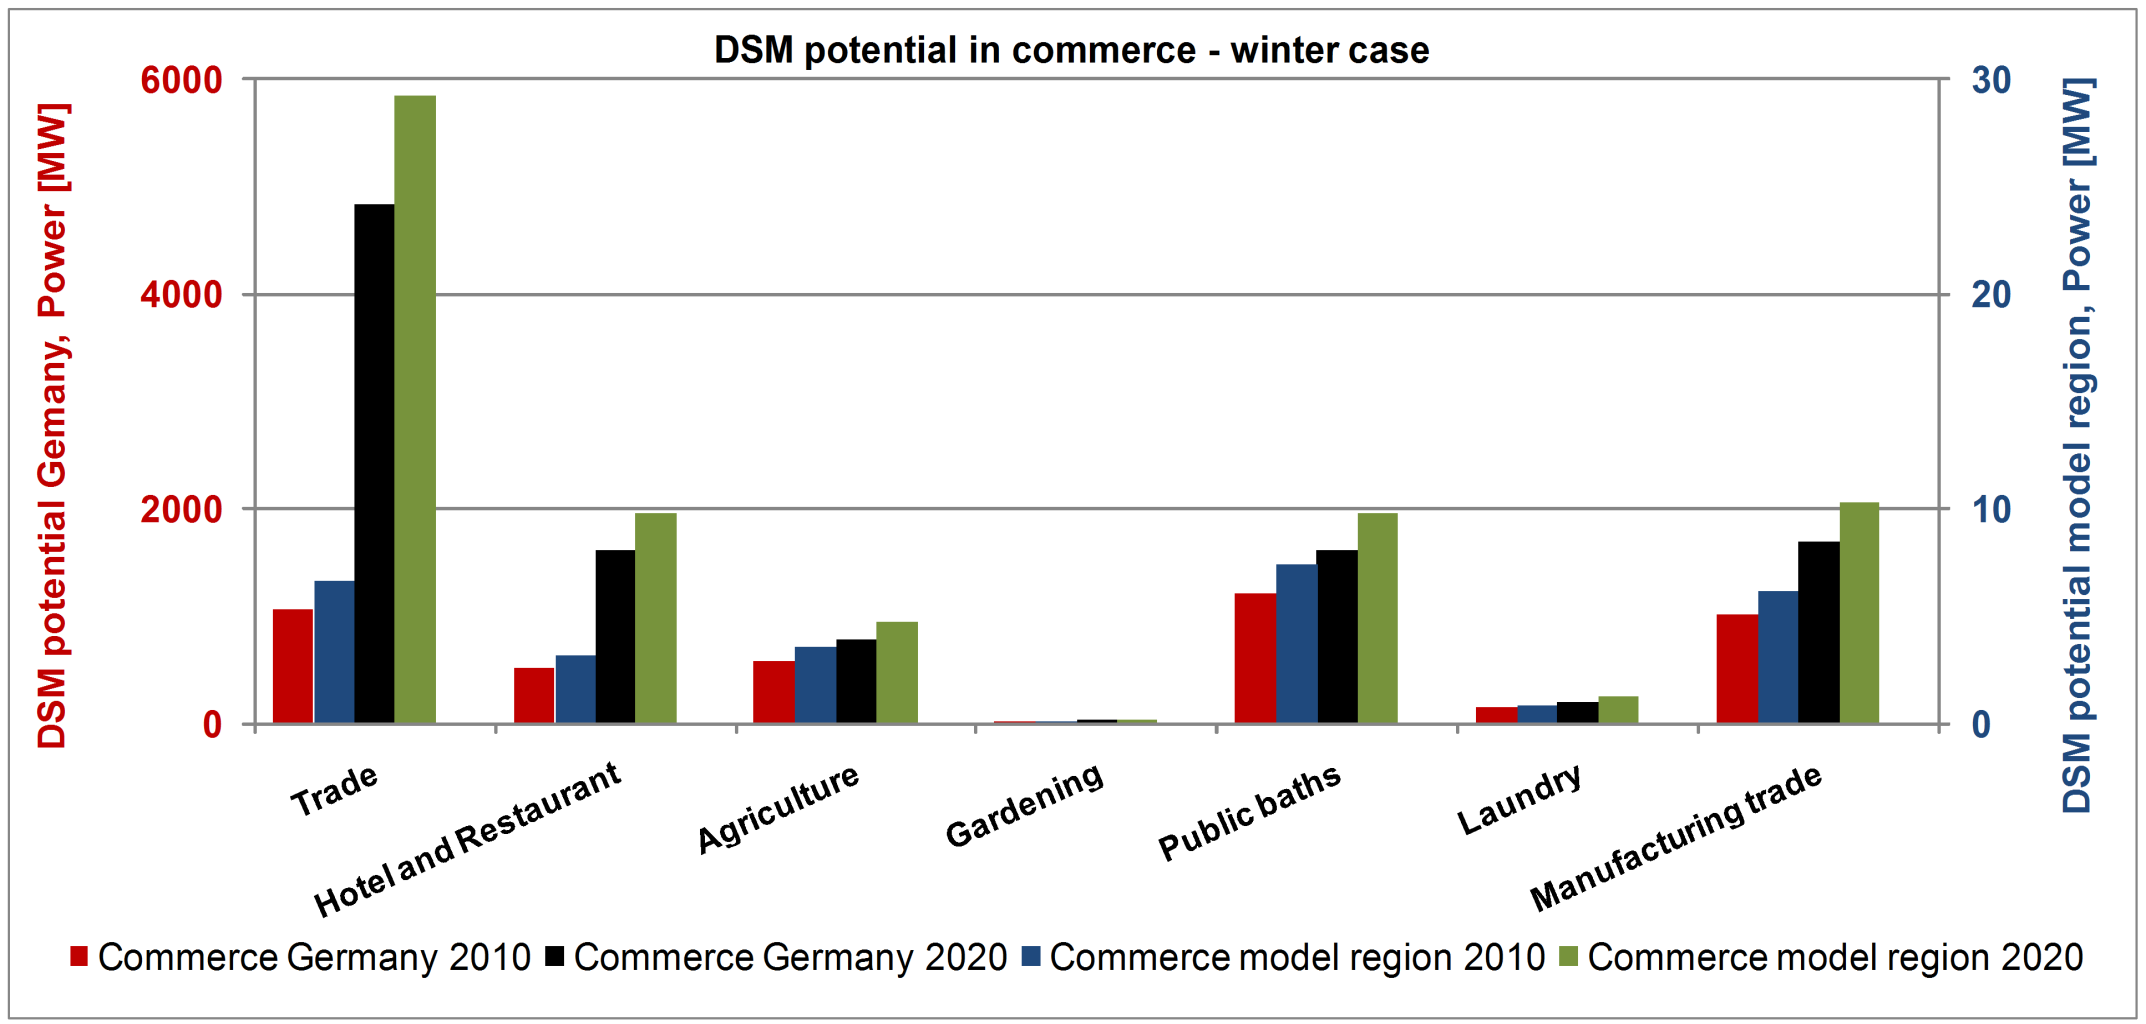 DSM potential in commerce - winter case
DSM potential Gemany, Power [MW]
6000
4000
2000
0
30
20
10
0
DSM potential model region, Power [MW]
Trade
Hotel and Restaurant
Agriculture
Gardening
Public baths
Laundry
Manufacturing trade
Commerce Germany 2010 Commerce Germany 2020 Commerce model region 2010 Commerce model region 2020